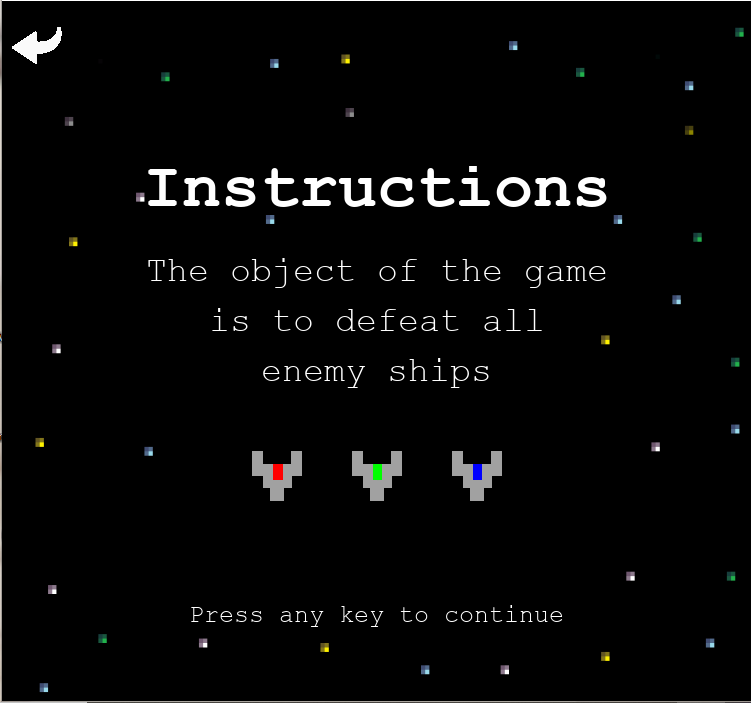 Instructions
The object of the game
is to defeat all
enemy ships
Press any key to continue